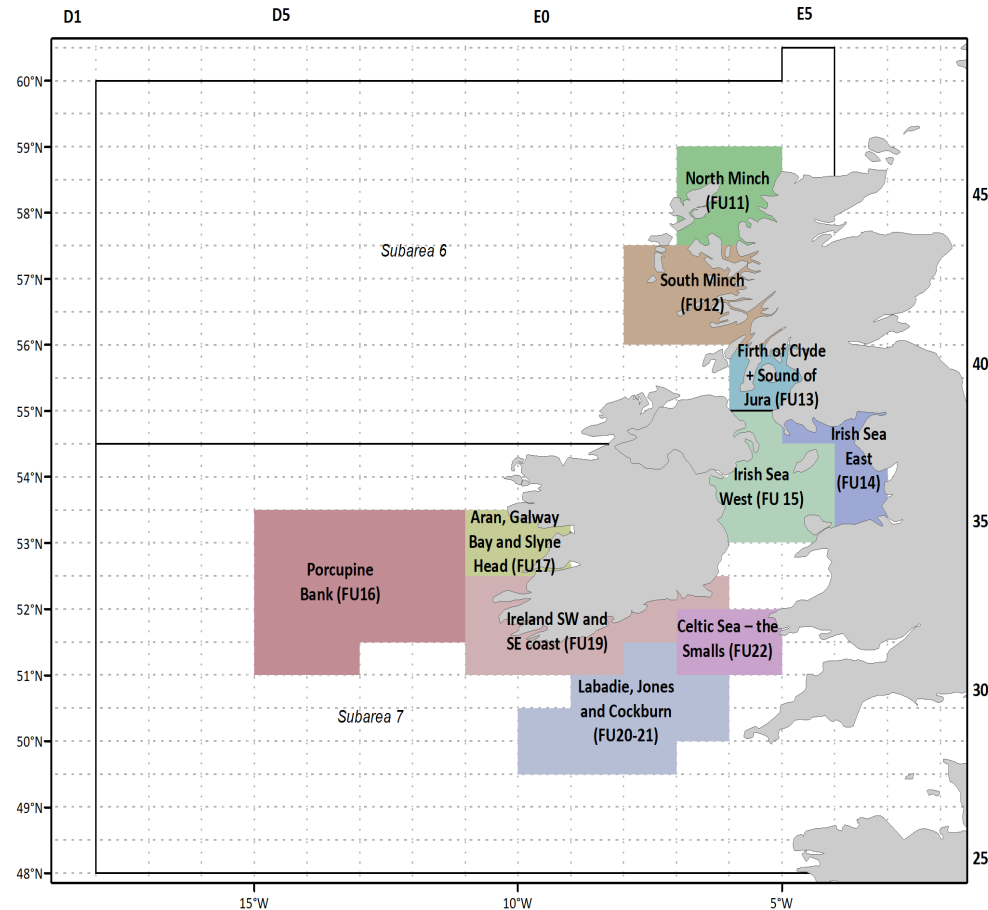 D1 D5 E0 E5
60°N
59°N
North Minch
(FU11)
45
58°N
Subarea 6
57°N
South Minch
(FU12)
56°N
Firth of Clyde
+ Sound of
Jura (FU13)
40
55°N
Irish Sea
East
(FU14)
54°N
Irish Sea
West (FU 15)
35
Aran, Galway
Bay and Slyne
Head (FU17)
53°N
Porcupine
Bank (FU16)
52°N
Ireland SW and
SE coast (FU19)
Celtic Sea – the
Smalls (FU22)
51°N
30
Labadie, Jones
and Cockburn
(FU20-21)
Subarea 7
50°N
49°N
25
48°N
15°W 10°W 5°W